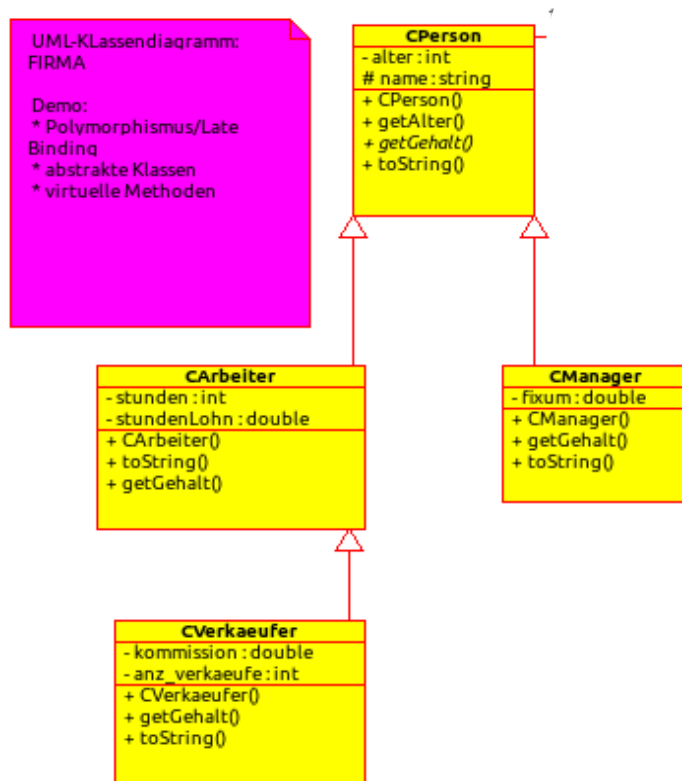 UML-KLassendiagramm:
FIRMA
Demo:
* Polymorphismus/Late
Binding
* abstrakte Klassen
* virtuelle Methoden
CPerson
- alter : int
# name : string
+ CPerson()
+ getAlter()
+ getGehalt()
+ toString()
CArbeiter
- stunden : int
- stundenLohn : double
+ CArbeiter()
+ toString()
+ getGehalt()
CManager
- fixum : double
+ CManager()
+ getGehalt()
+ toString()
CVerkaeufer
- kommission : double
- anz_verkaeufe : int
+ CVerkaeufer()
+ getGehalt()
+ toString()